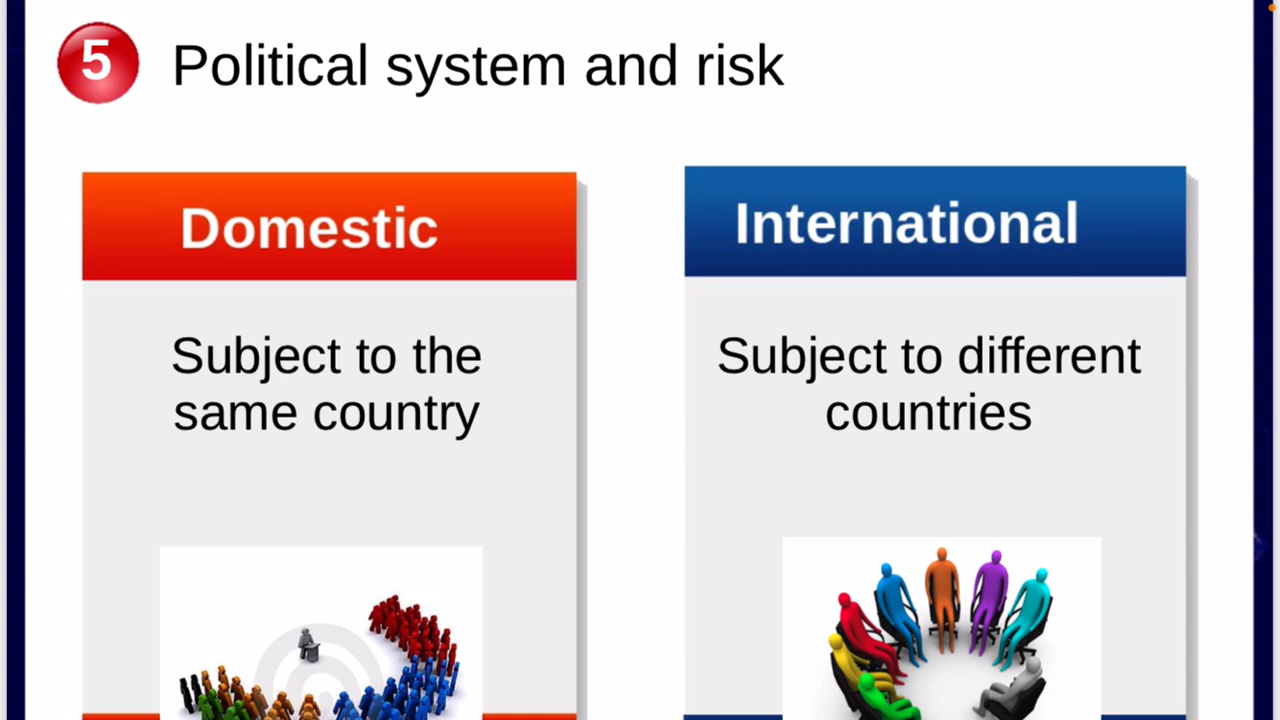 5
Political system and risk
Domestic
Subject to the
same country
International
Subject to different
countries